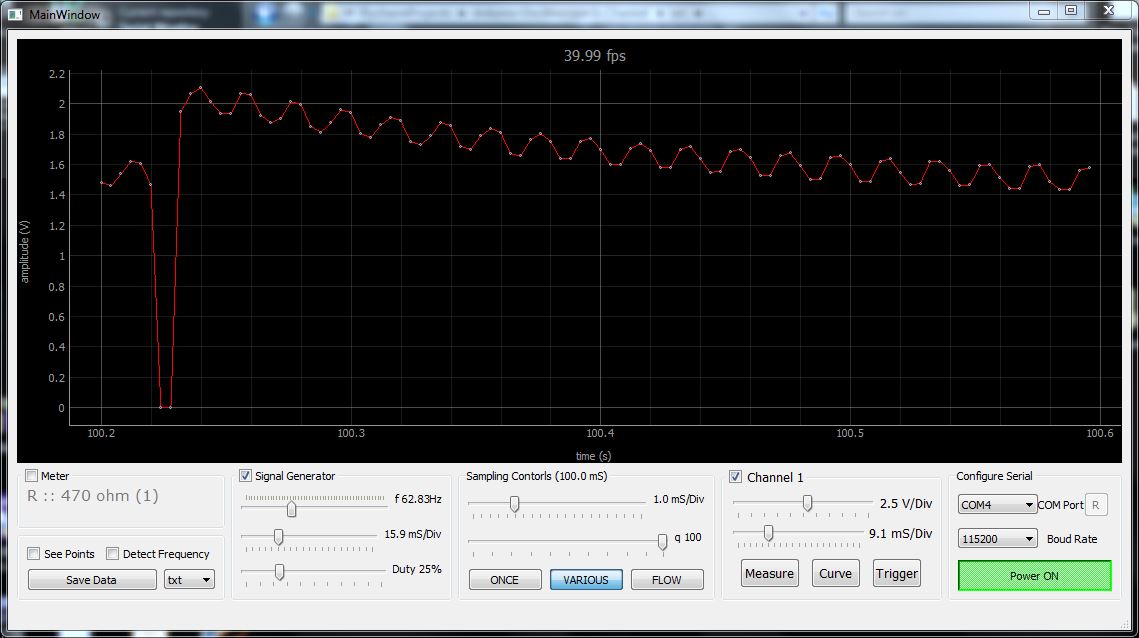 MainWindow
39.99 fps
2.2
2
1.8
1.6
1.4
1.2
1
0.8
0.6
0.4
0.2
0
amplitude (V)
100.2 100.3 100.4 100.5 100.6
time (s)
Meter
R :: 470 ohm (1)
See Points Detect Frequency
Save Data txt
Signal Generator
f 62.83Hz
15.9 mS/Div
Duty 25%
Sampling Contorls (100.0 mS)
1.0 mS/Div
q 100
ONCE VARIOUS FLOW
Channel 1
2.5 V/Div
9.1 mS/Div
Measure Curve Trigger
Configure Serial
COM4 COM Port R
115200 Boud Rate
Power ON